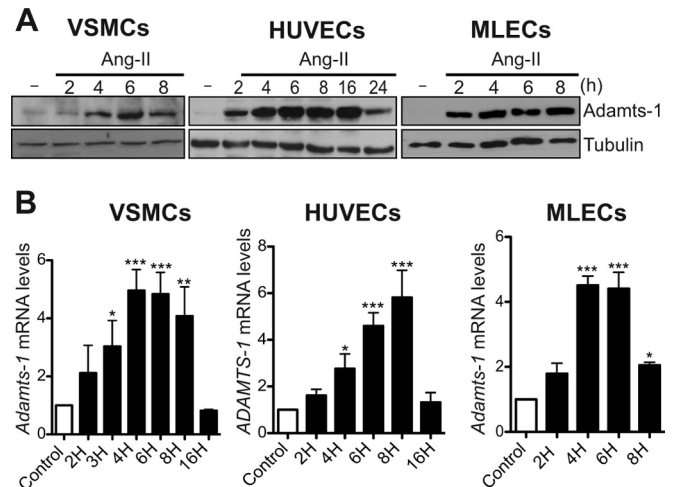 A
VSMCs HUVECs MLECs
Ang-II Ang-II Ang-II
– 2 4 6 8 – 2 4 6 8 16 24 – 2 4 6 8 (h)
Adamts-1
Tubulin
B
VSMCs HUVECs MLECs
Adamts-1 mRNA levels
6
4
2
0
*
***
***
**
Control 2H 3H 4H 6H 8H 16H
ADAMTS-1 mRNA levels
8
6
4
2
0
*
***
***
Control 2H 4H 6H 8H 16H
Adamts-1 mRNA levels
6
4
2
0
***
***
*
Control 2H 4H 6H 8H